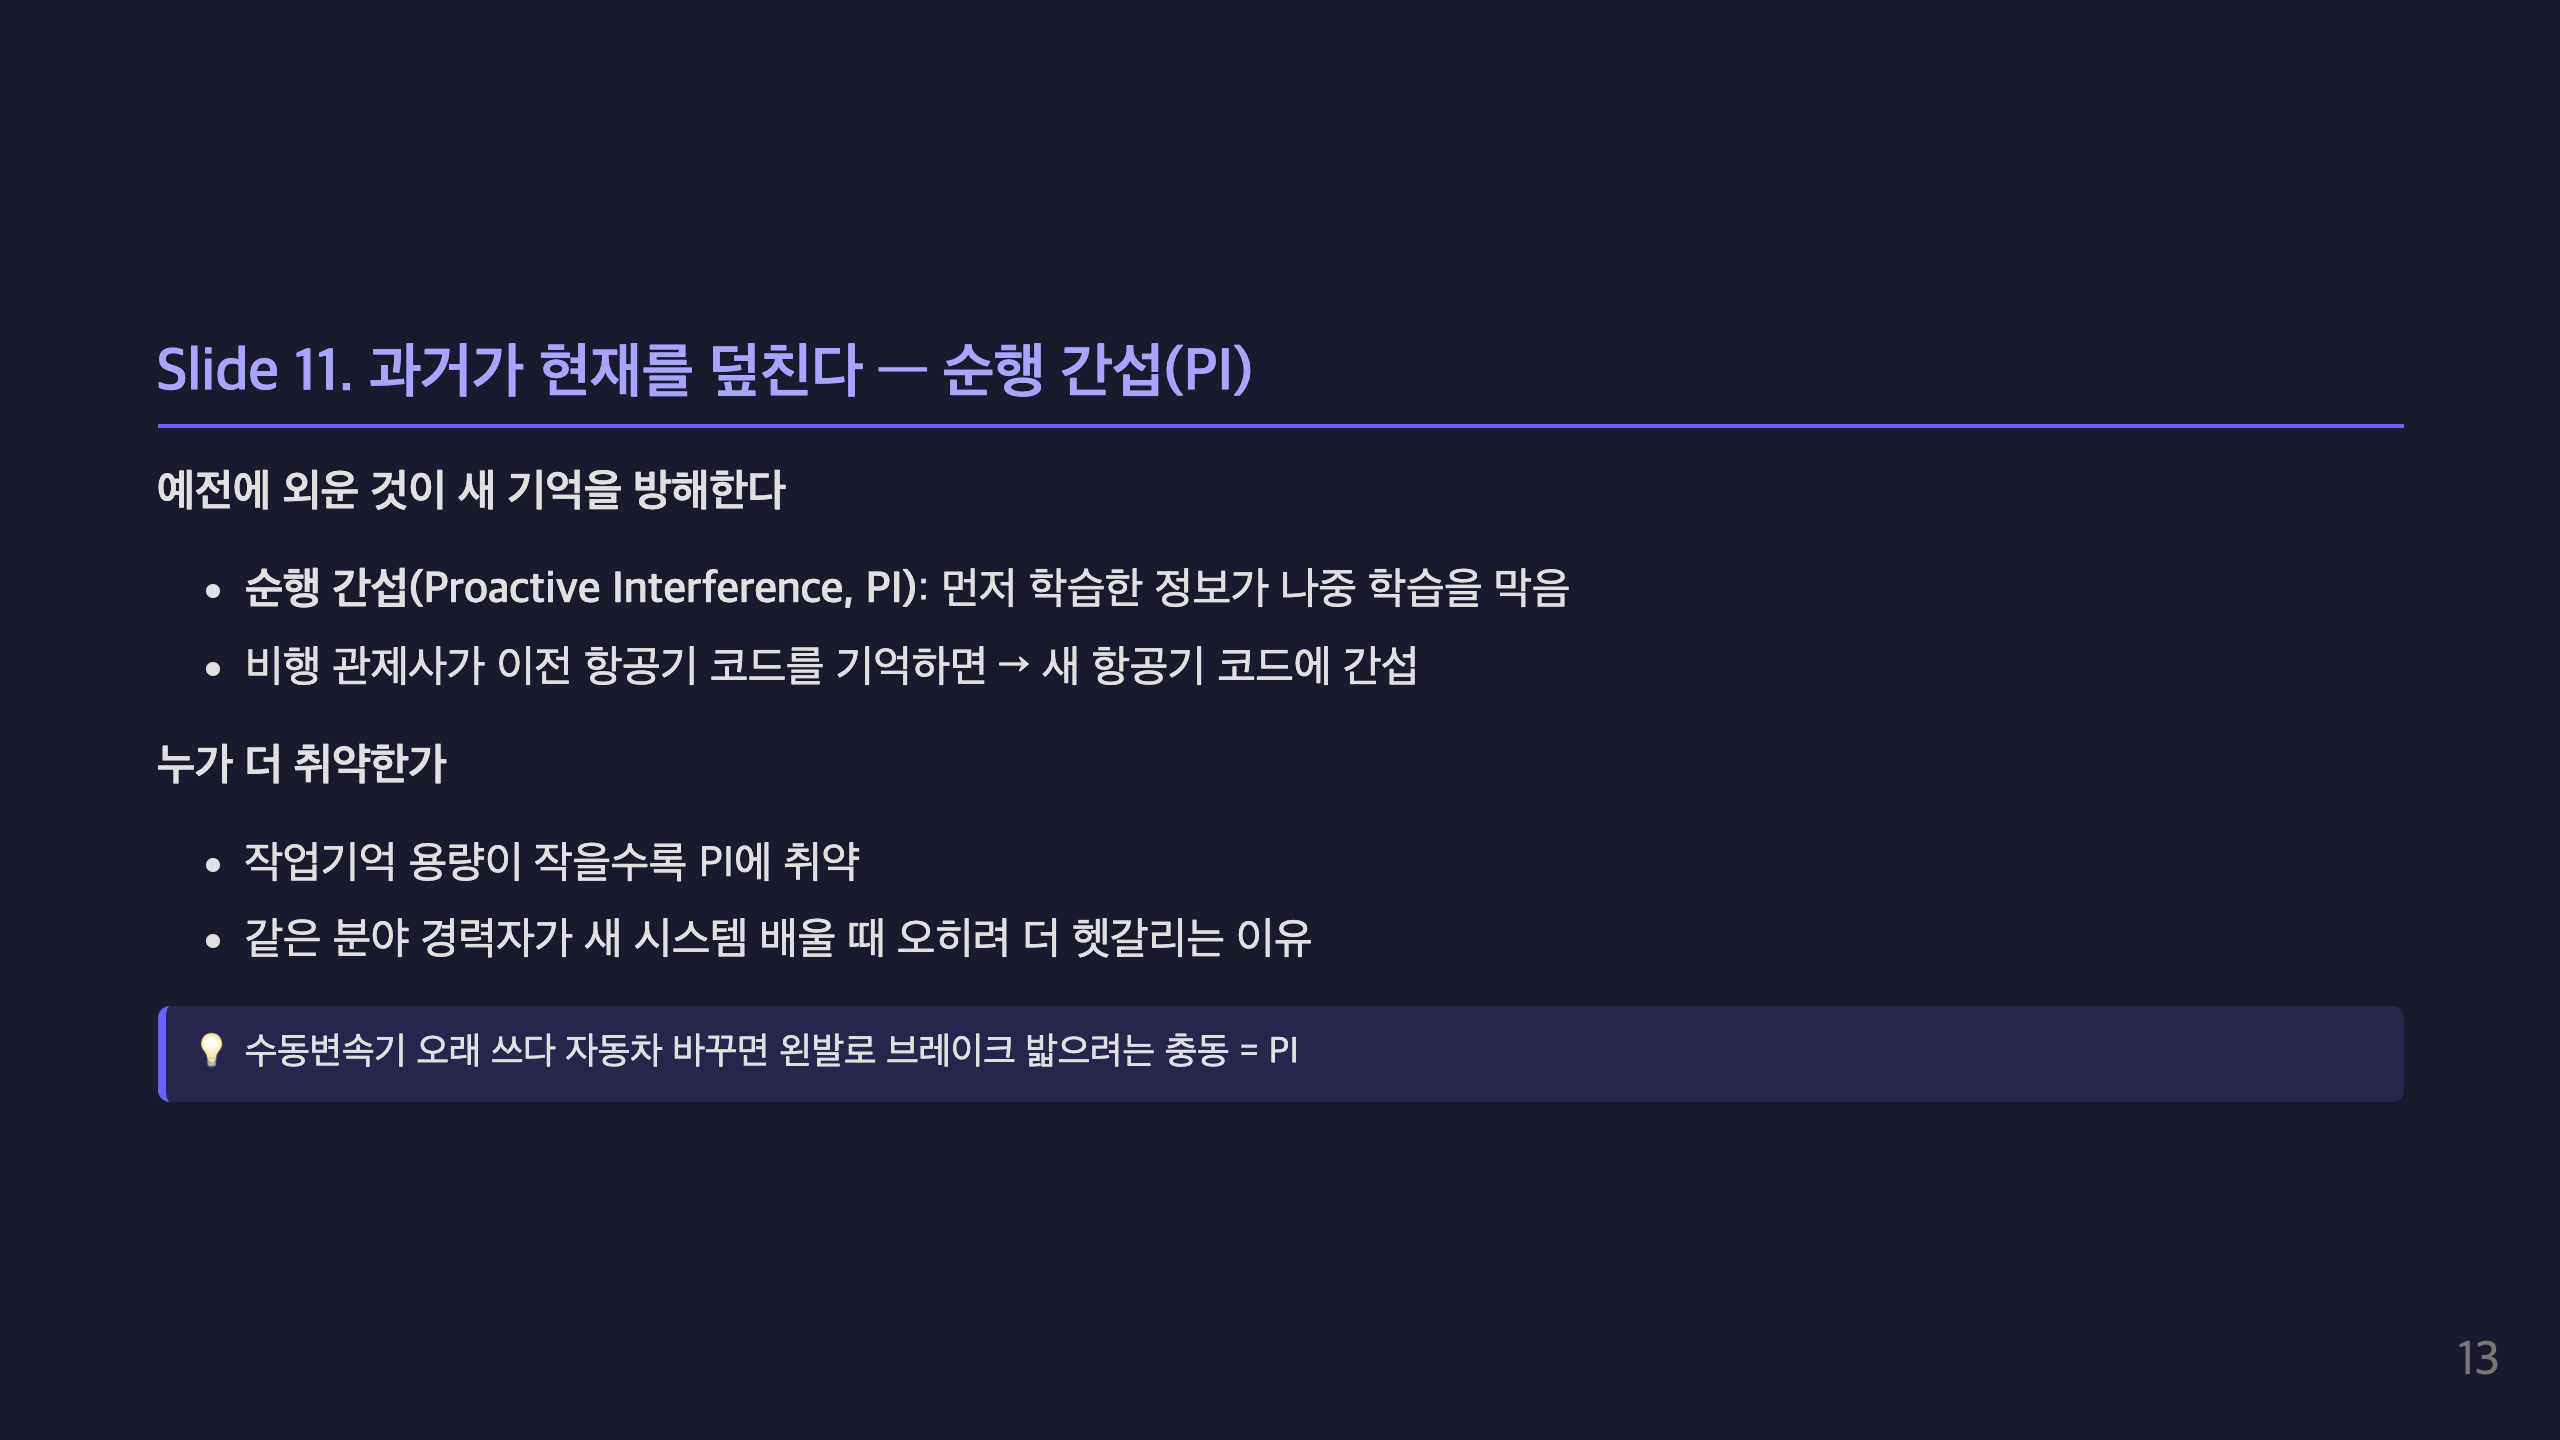 Slide 11. 과거가 현재를 덮친다 — 순행 간섭(PI)
예전에 외운 것이 새 기억을 방해한다
• 순행 간섭(Proactive Interference, PI): 먼저 학습한 정보가 나중 학습을 막음
• 비행 관제사가 이전 항공기 코드를 기억하면 → 새 항공기 코드에 간섭
누가 더 취약한가
• 작업기억 용량이 작을수록 PI에 취약
• 같은 분야 경력자가 새 시스템 배울 때 오히려 더 헷갈리는 이유
💡 수동변속기 오래 쓰다 자동차 바꾸면 왼발로 브레이크 밟으려는 충동 = PI
13